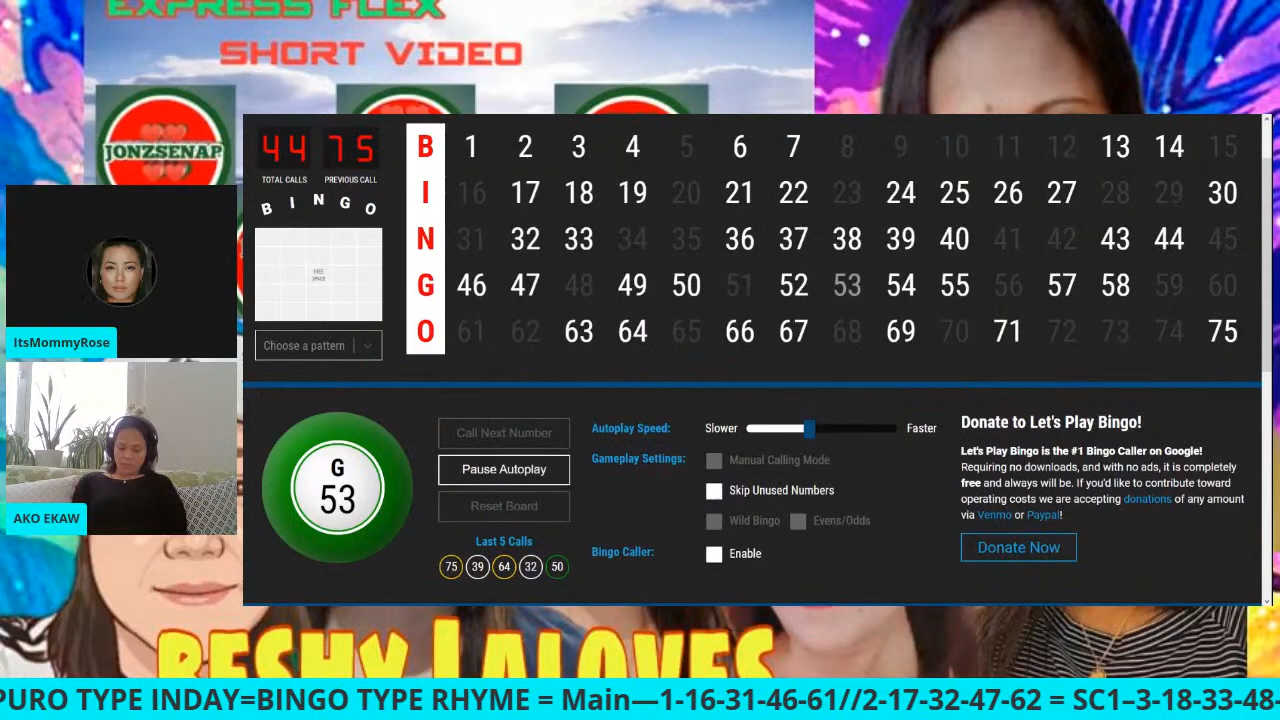 EXPRESS FLEX
SHORT VIDEO
JONZSENAP
44 75
TOTAL CALLS PREVIOUS CALL
B I N G O
FREE
SPACE
Choose a pattern
B 1 2 3 4 5 6 7 8 9 10 11 12 13 14 15
I 16 17 18 19 20 21 22 23 24 25 26 27 28 29 30
N 31 32 33 34 35 36 37 38 39 40 41 42 43 44 45
G 46 47 48 49 50 51 52 53 54 55 56 57 58 59 60
O 61 62 63 64 65 66 67 68 69 70 71 72 73 74 75
ItsMommyRose
AKO EKAW
G
53
Call Next Number
Pause Autoplay
Reset Board
Last 5 Calls
75 39 64 32 50
Autoplay Speed: Slower Faster
Gameplay Settings: Manual Calling Mode
Skip Unused Numbers
Wild Bingo Evens/Odds
Bingo Caller: Enable
Donate to Let's Play Bingo!
Let's Play Bingo is the #1 Bingo Caller on Google!
Requiring no downloads, and with no ads, it is completely
free and always will be. If you'd like to contribute toward
operating costs we are accepting donations of any amount
via Venmo or Paypal!
Donate Now
BESHY LALOVES
PURO TYPE INDAY=BINGO TYPE RHYME = Main—1-16-31-46-61//2-17-32-47-62 = SC1–3-18-33-48-